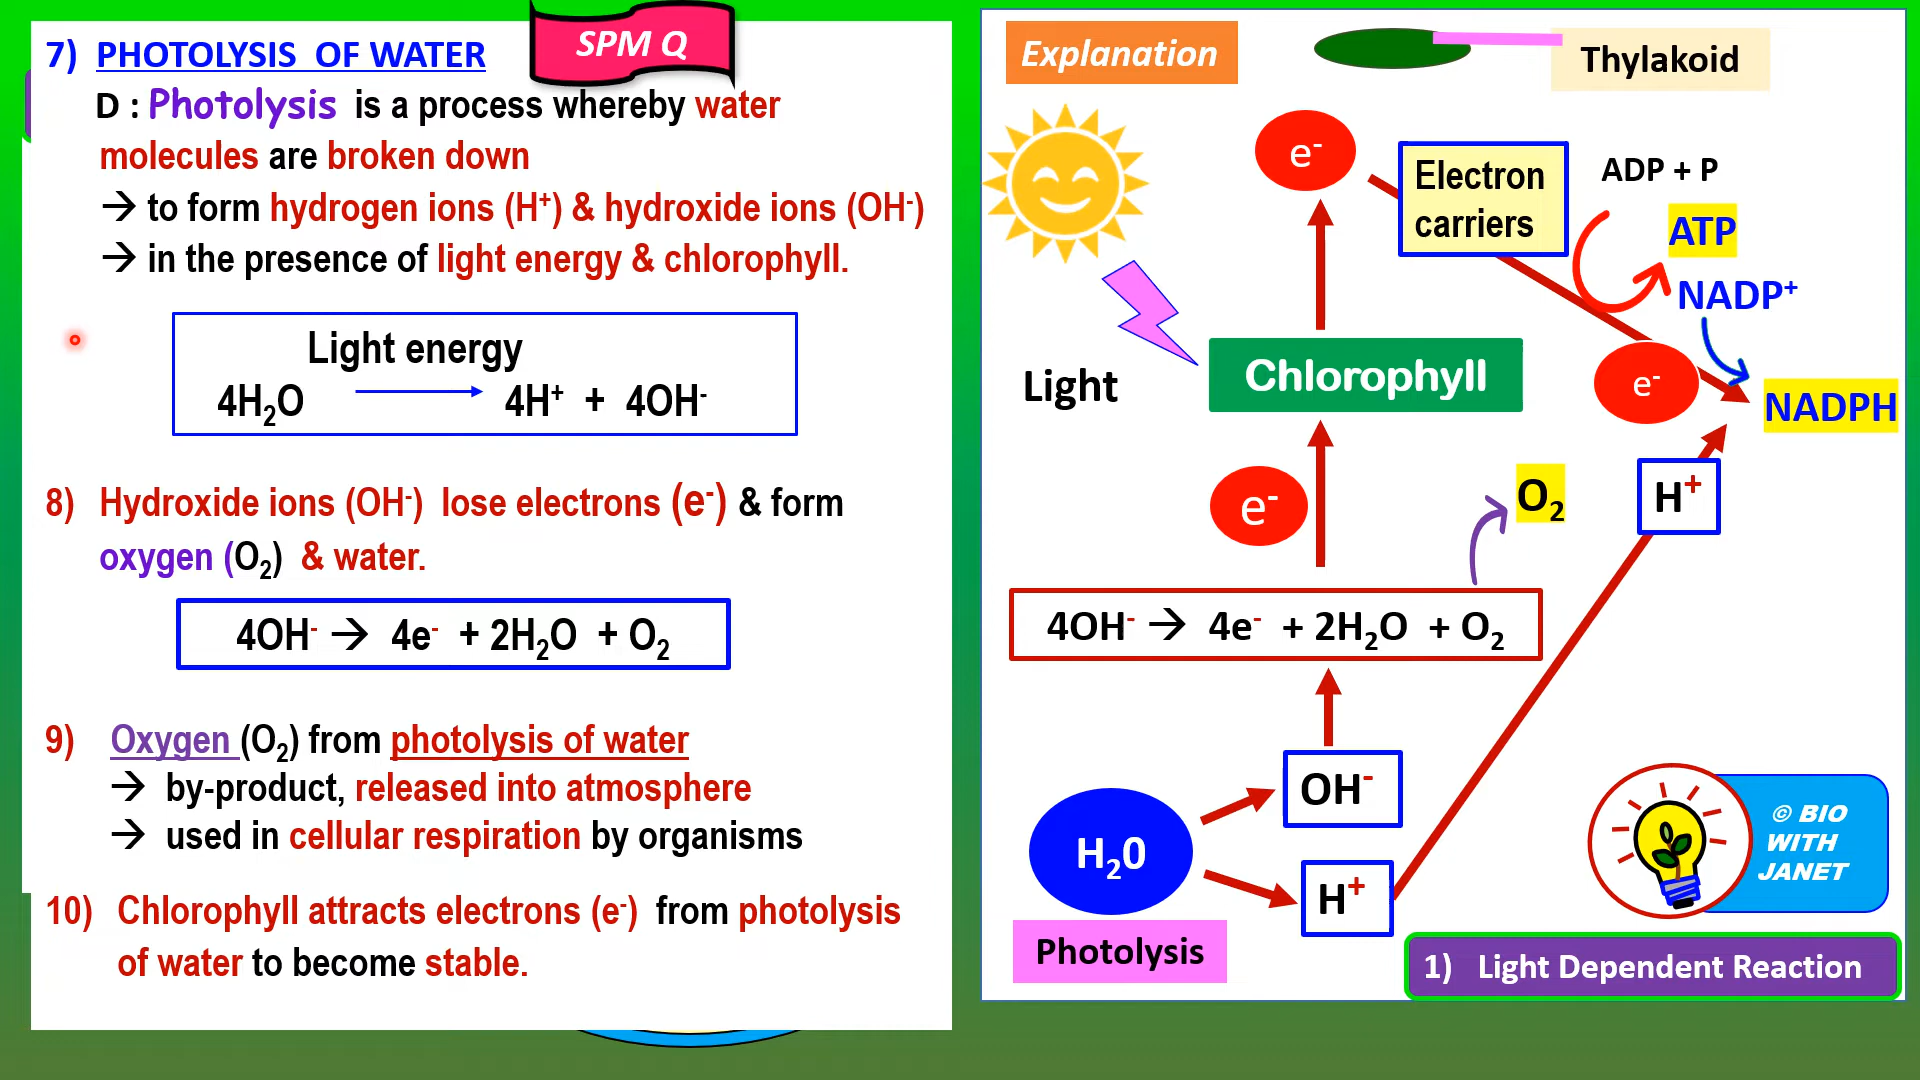 7) PHOTOLYSIS OF WATER
SPM Q
D : Photolysis is a process whereby water
molecules are broken down
→ to form hydrogen ions (H⁺) & hydroxide ions (OH⁻)
→ in the presence of light energy & chlorophyll.
Light energy
4H₂O → 4H⁺ + 4OH⁻
8) Hydroxide ions (OH⁻) lose electrons (e⁻) & form
oxygen (O₂) & water.
4OH⁻ → 4e⁻ + 2H₂O + O₂
9) Oxygen (O₂) from photolysis of water
→ by-product, released into atmosphere
→ used in cellular respiration by organisms
10) Chlorophyll attracts electrons (e⁻) from photolysis
of water to become stable.
Explanation
Thylakoid
e⁻
Electron
carriers
ADP + P
ATP
NADP⁺
Light
Chlorophyll
e⁻
NADPH
e⁻
O₂
H⁺
4OH⁻ → 4e⁻ + 2H₂O + O₂
OH⁻
H₂0
H⁺
Photolysis
© BIO
WITH
JANET
1) Light Dependent Reaction